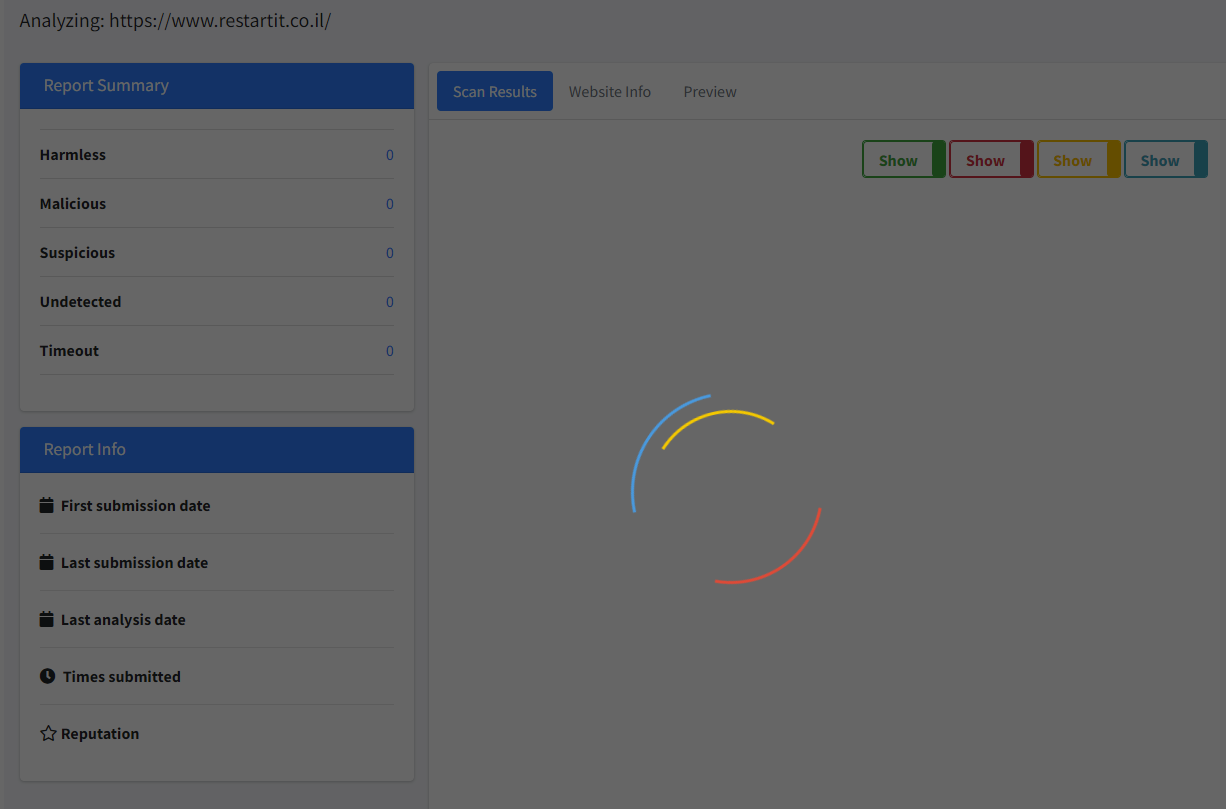 Analyzing: https://www.restartit.co.il/
Report Summary
Harmless 0
Malicious 0
Suspicious 0
Undetected 0
Timeout 0
Report Info
First submission date
Last submission date
Last analysis date
Times submitted
Reputation
Scan Results Website Info Preview
Show Show Show Show